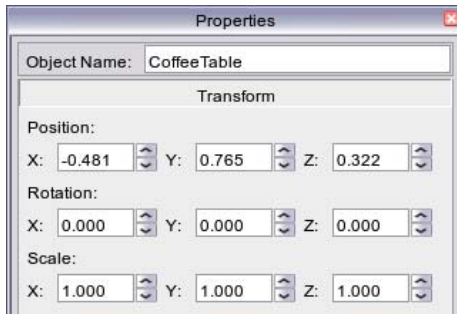 Properties
Object Name: CoffeeTable
Transform
Position:
X: -0.481 Y: 0.765 Z: 0.322
Rotation:
X: 0.000 Y: 0.000 Z: 0.000
Scale:
X: 1.000 Y: 1.000 Z: 1.000